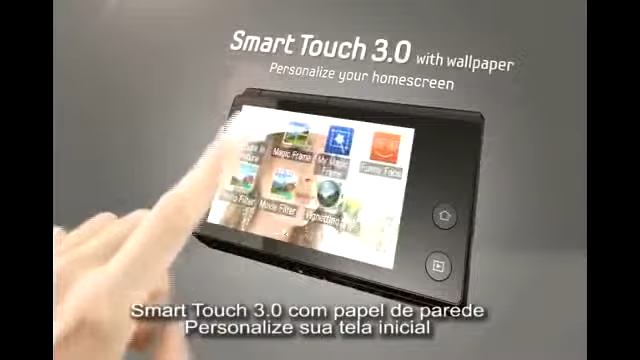 Smart Touch 3.0 with wallpaper
Personalize your homescreen
Magic Frame
My Magic Frame
Funny Face
Movie Filter
Vignetting
Smart Touch 3.0 com papel de parede
Personalize sua tela inicial